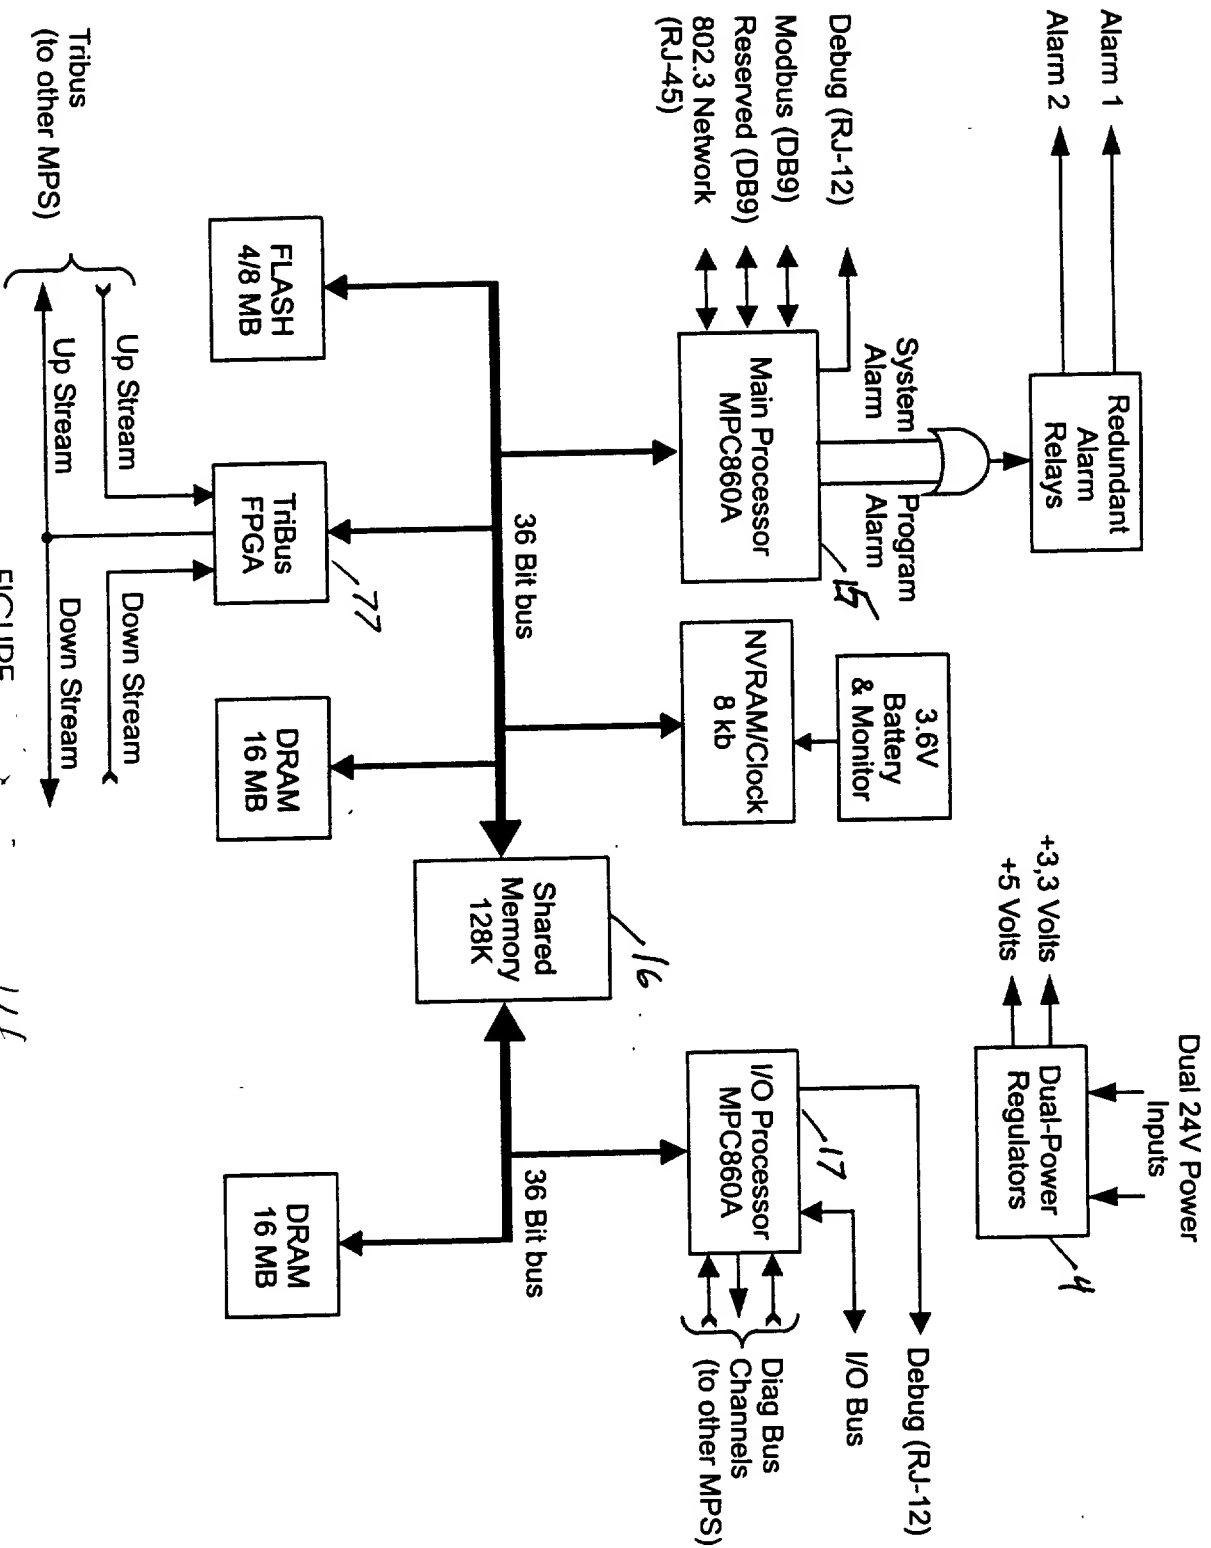 Alarm 1
Alarm 2
Redundant
Alarm
Relays
Dual 24V Power
Inputs
+3,3 Volts
+5 Volts
Dual-Power
Regulators
4
3.6V
Battery
& Monitor
System
Alarm
Program
Alarm
Debug (RJ-12)
Modbus (DB9)
Reserved (DB9)
802.3 Network
(RJ-45)
Main Processor
MPC860A
15
NVRAM/Clock
8 kb
I/O Processor
MPC860A
17
Debug (RJ-12)
I/O Bus
Diag Bus
Channels
(to other MPS)
36 Bit bus
Shared
Memory
128K
16
36 Bit bus
FLASH
4/8 MB
TriBus
FPGA
77
DRAM
16 MB
DRAM
16 MB
Tribus
(to other MPS)
Up Stream
Down Stream
Up Stream
Down Stream
FIGURE